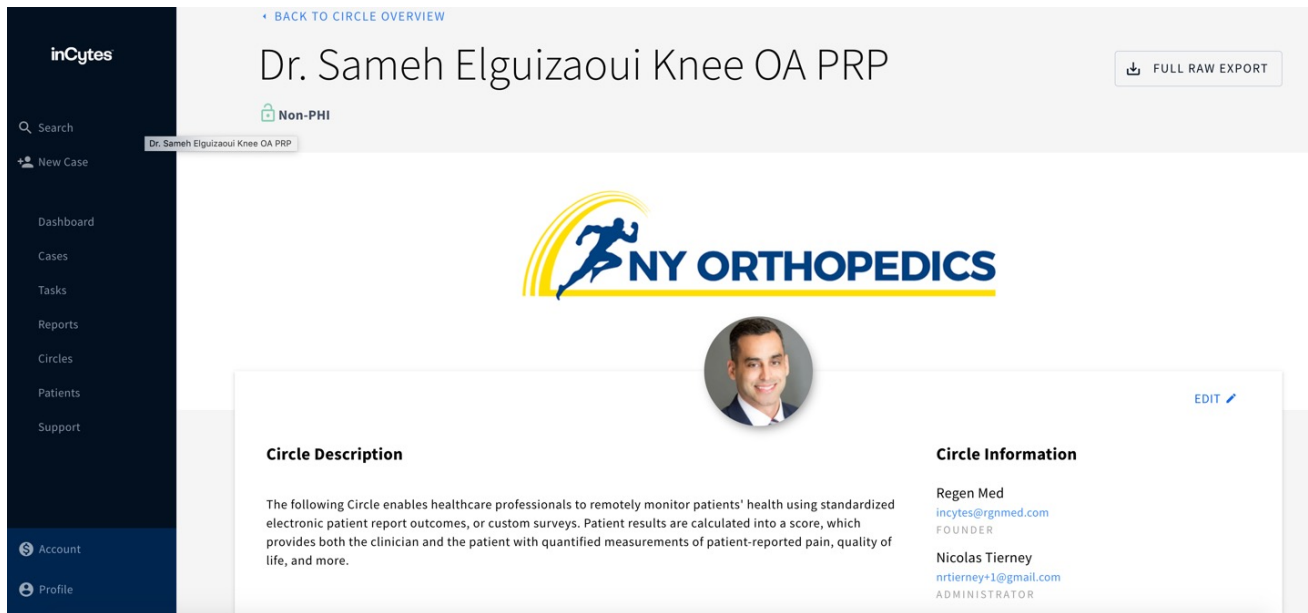 inCytes
Search
New Case
Dashboard
Cases
Tasks
Reports
Circles
Patients
Support
Account
Profile
BACK TO CIRCLE OVERVIEW
Dr. Sameh Elguizaoui Knee OA PRP
FULL RAW EXPORT
Non-PHI
Dr. Sameh Elguizaoui Knee OA PRP
NY ORTHOPEDICS
EDIT
Circle Description
The following Circle enables healthcare professionals to remotely monitor patients' health using standardized
electronic patient report outcomes, or custom surveys. Patient results are calculated into a score, which
provides both the clinician and the patient with quantified measurements of patient-reported pain, quality of
life, and more.
Circle Information
Regen Med
incytes@rgnmed.com
FOUNDER
Nicolas Tierney
nrtierney+1@gmail.com
ADMINISTRATOR